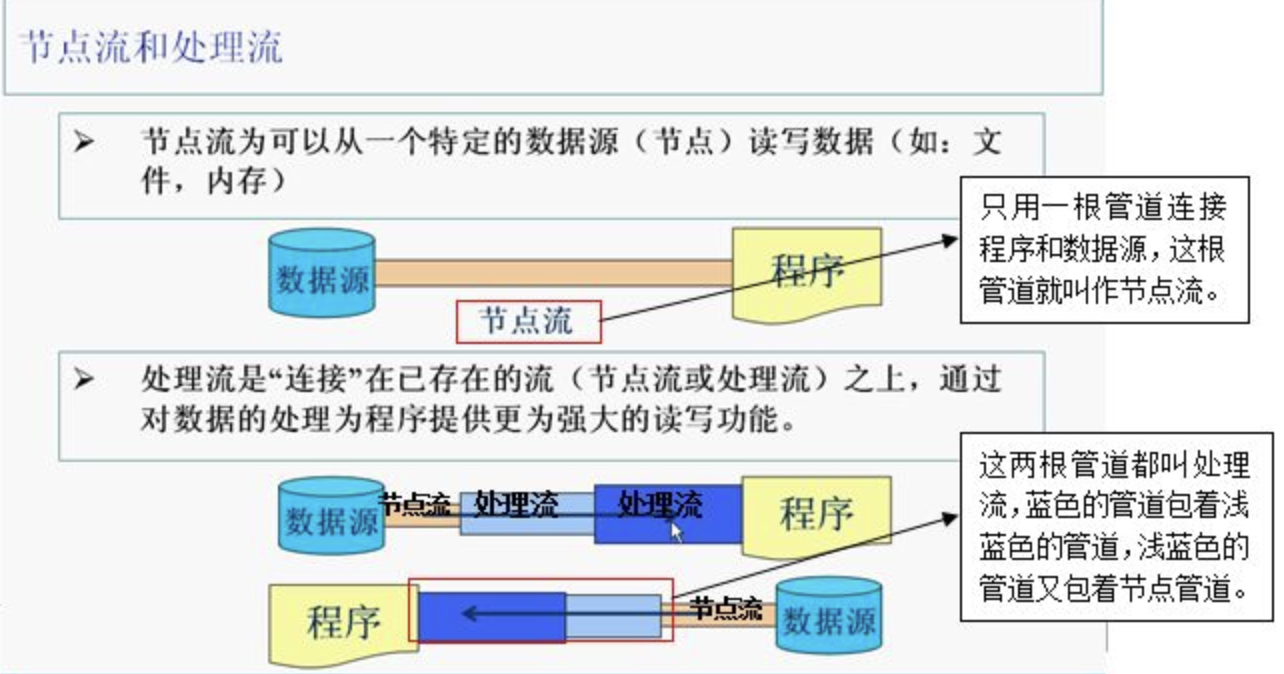 节点流和处理流
➢ 节点流为可以从一个特定的数据源（节点）读写数据（如：文
件，内存）
只用一根管道连接
程序和数据源，这根
管道就叫作节点流。
数据源
程序
节点流
➢ 处理流是“连接”在已存在的流（节点流或处理流）之上，通过
对数据的处理为程序提供更为强大的读写功能。
这两根管道都叫处理
流，蓝色的管道包着浅
蓝色的管道，浅蓝色的
管道又包着节点管道。
数据源
节点流
处理流
处理流
程序
程序
节点流
数据源